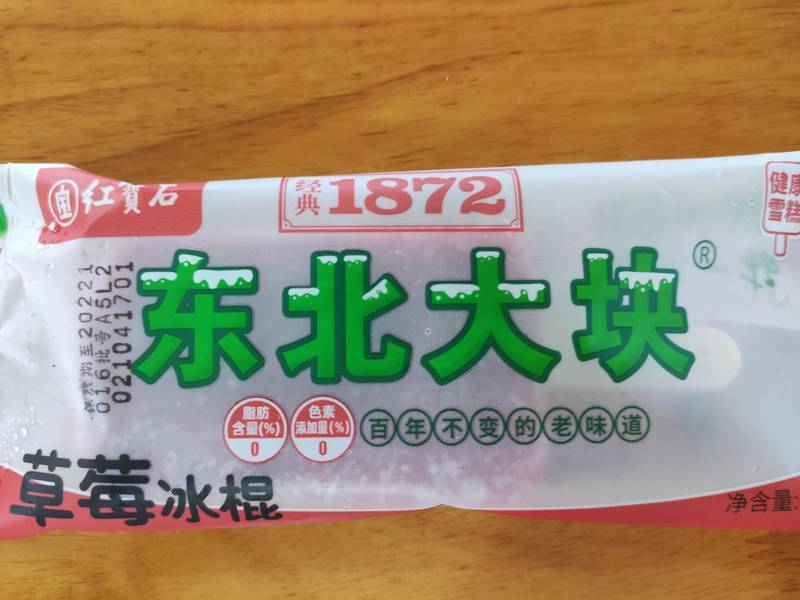 红寶石
经典 1872
健康
雪糕
东北大块®
保质期至202210
016批号A5L2
021041701
脂肪
含量(%)
0
色素
添加量(%)
0
百年不变的老味道
草莓冰棍
净含量: